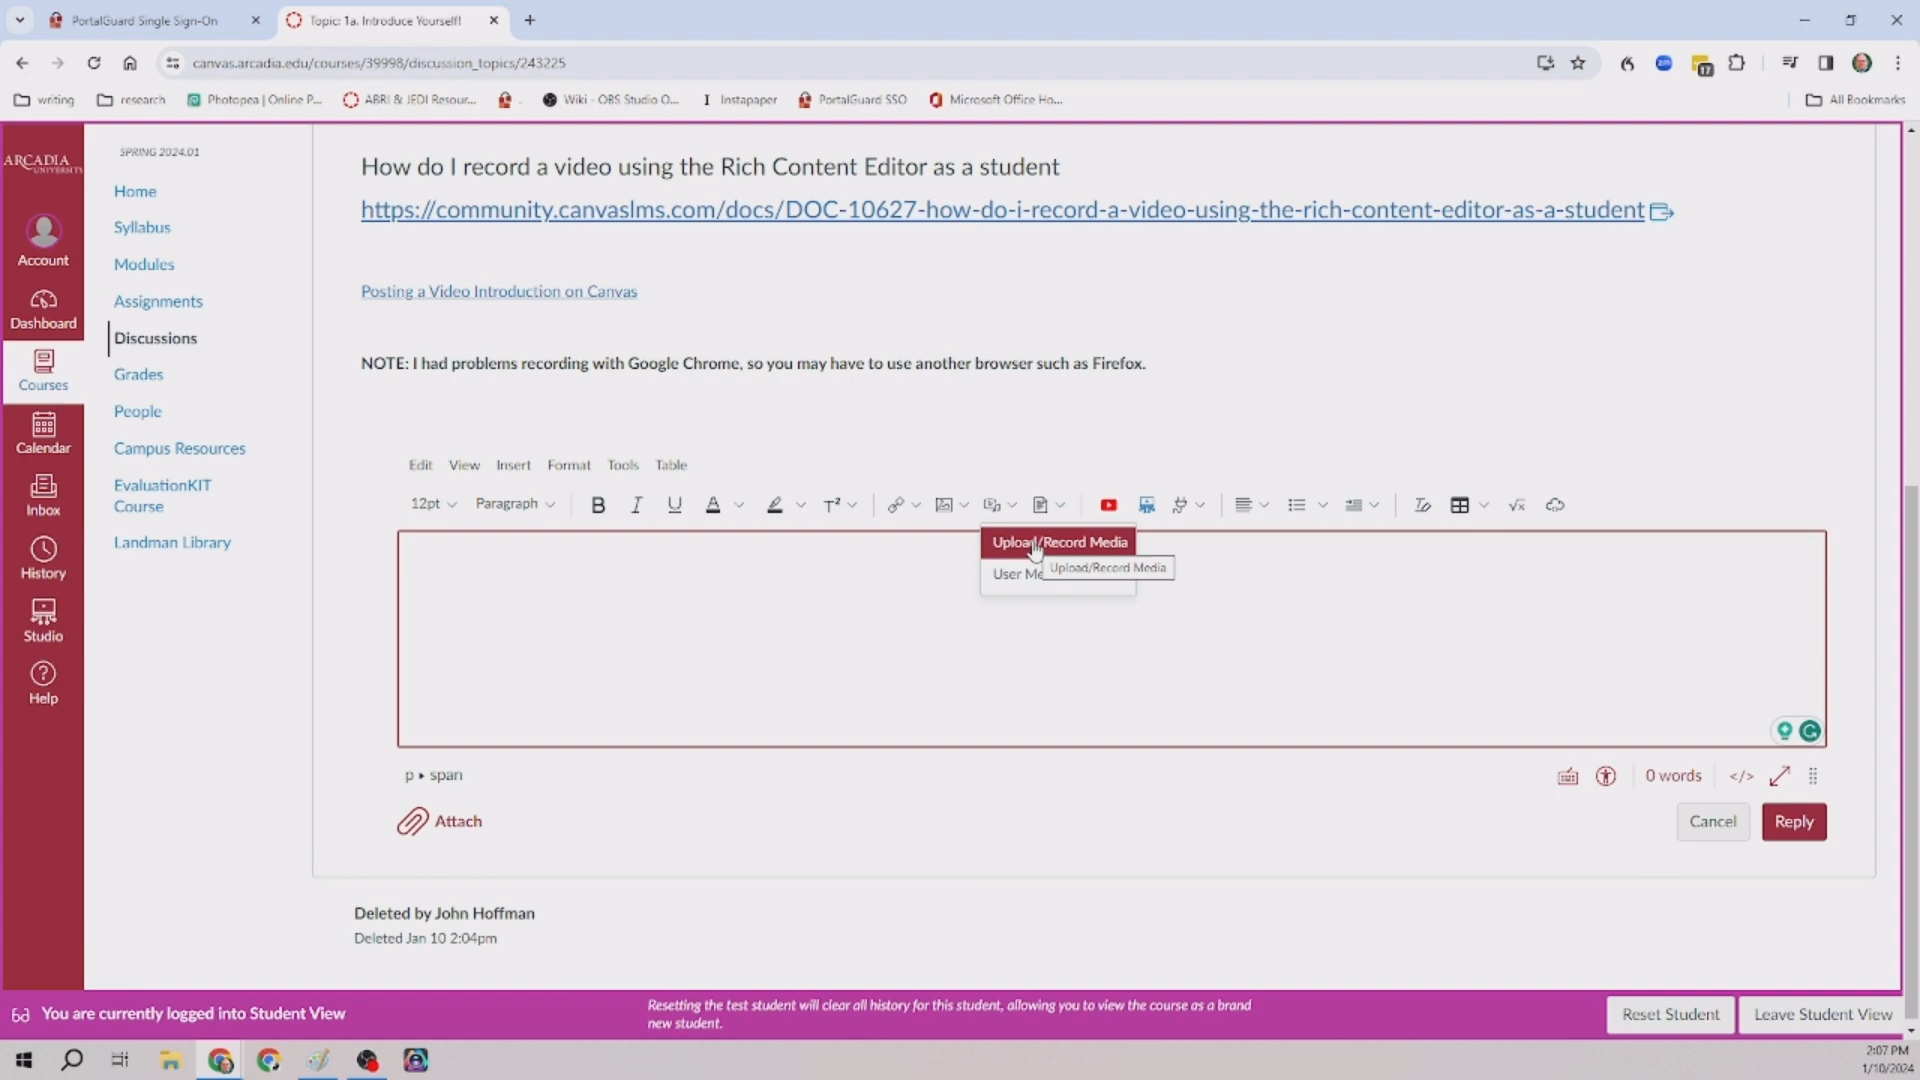 PortalGuard Single Sign-On
Topic: 1a. Introduce Yourself!
canvas.arcadia.edu/courses/39998/discussion_topics/243225
17
writing
research
Photopea | Online P...
ABRI & JEDI Resour...
.
Wiki - OBS Studio O...
Instapaper
PortalGuard SSO
Microsoft Office Ho...
All Bookmarks
ARCADIA
UNIVERSITY
Account
Dashboard
Courses
Calendar
Inbox
History
Studio
Help
SPRING 2024.01
Home
Syllabus
Modules
Assignments
Discussions
Grades
People
Campus Resources
EvaluationKIT
Course
Landman Library
How do I record a video using the Rich Content Editor as a student
https://community.canvaslms.com/docs/DOC-10627-how-do-i-record-a-video-using-the-rich-content-editor-as-a-student
Posting a Video Introduction on Canvas
NOTE: I had problems recording with Google Chrome, so you may have to use another browser such as Firefox.
Edit View Insert Format Tools Table
12pt Paragraph B I U A T²
Upload/Record Media
Upload/Record Media
User Me
p ▸ span
0 words </>
Attach
Cancel
Reply
Deleted by John Hoffman
Deleted Jan 10 2:04pm
You are currently logged into Student View
Resetting the test student will clear all history for this student, allowing you to view the course as a brand
new student.
Reset Student
Leave Student View
2:07 PM
1/10/2024